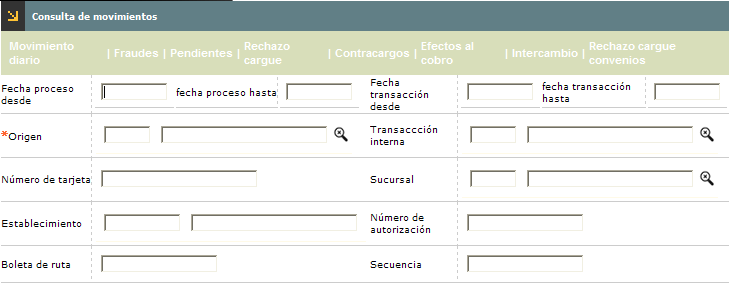 Consulta de movimientos
Movimiento diario | Fraudes | Pendientes | Rechazo cargue | Contracargos | Efectos al cobro | Intercambio | Rechazo cargue convenios
Fecha proceso desde
fecha proceso hasta
Fecha transacción desde
fecha transacción hasta
*Origen
Transaccción interna
Número de tarjeta
Sucursal
Establecimiento
Número de autorización
Boleta de ruta
Secuencia